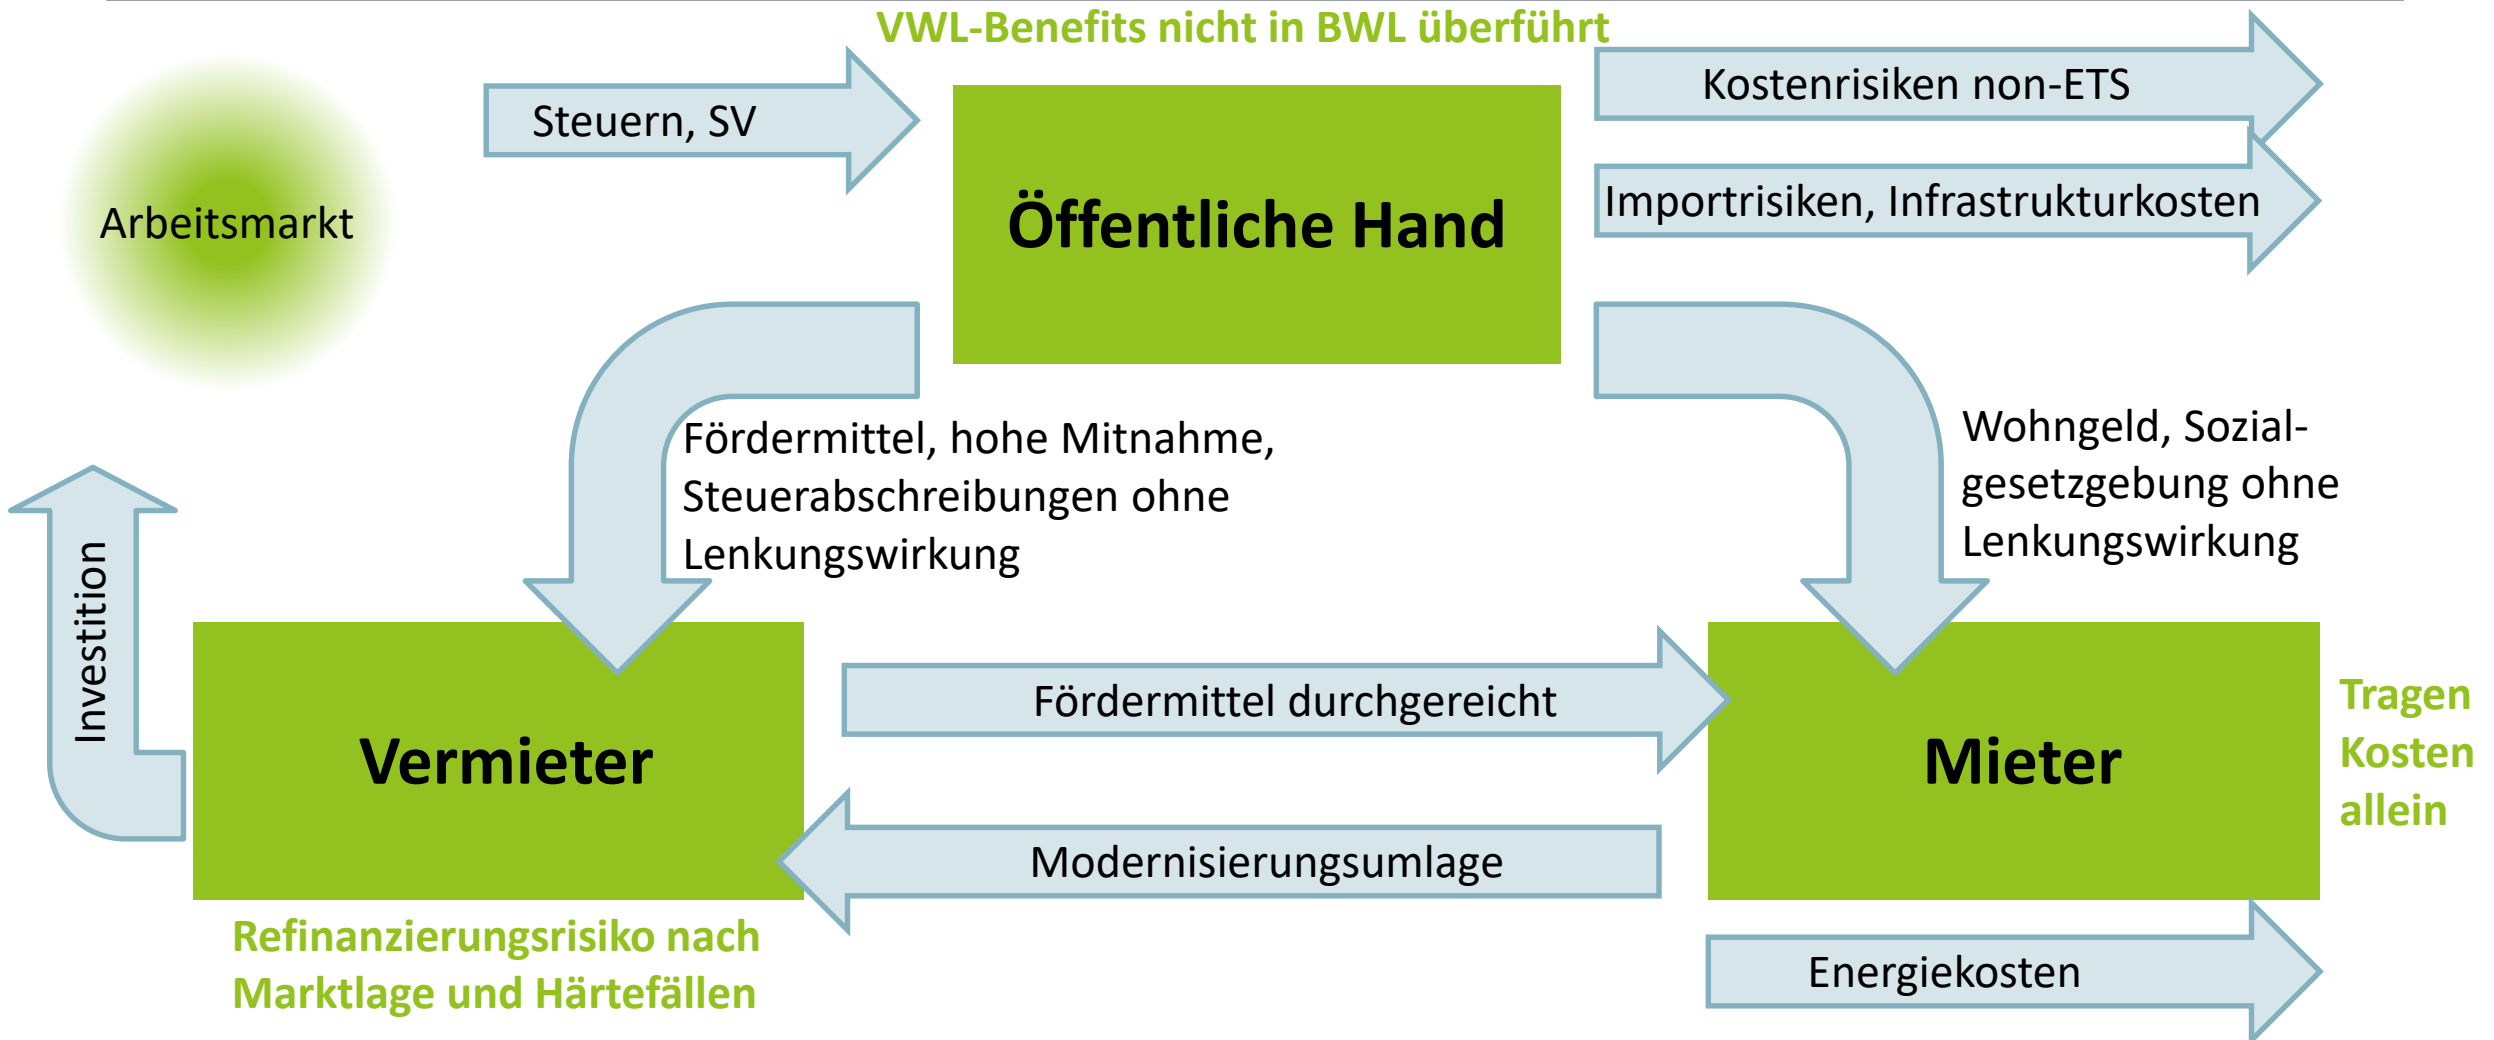 VWL-Benefits nicht in BWL überführt
Steuern, SV
Kostenrisiken non-ETS
Öffentliche Hand
Importrisiken, Infrastrukturkosten
Arbeitsmarkt
Fördermittel, hohe Mitnahme,
Steuerabschreibungen ohne
Lenkungswirkung
Wohngeld, Sozial-
gesetzgebung ohne
Lenkungswirkung
Investition
Vermieter
Fördermittel durchgereicht
Mieter
Tragen
Kosten
allein
Modernisierungsumlage
Refinanzierungsrisiko nach
Marktlage und Härtefällen
Energiekosten